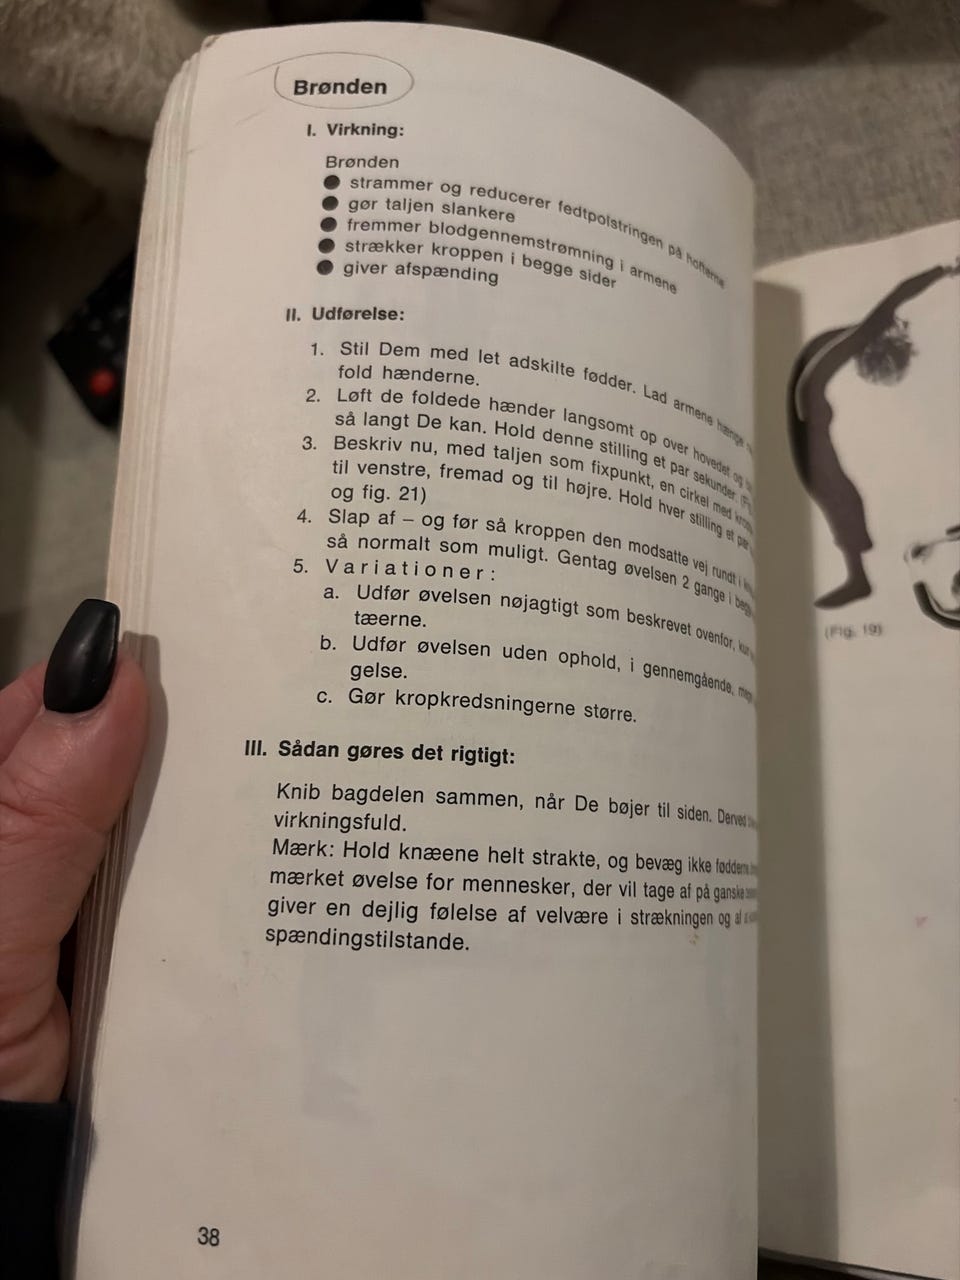 Brønden
I. Virkning:
Brønden
● strammer og reducerer fedtpolstringen på hofterne
● gør taljen slankere
● fremmer blodgennemstrømning i armene
● strækker kroppen i begge sider
● giver afspænding
II. Udførelse:
1. Stil Dem med let adskilte fødder. Lad armene hænge
fold hænderne.
2. Løft de foldede hænder langsomt op over hovedet og
så langt De kan. Hold denne stilling et par sekunder.
3. Beskriv nu, med taljen som fixpunkt, en cirkel med
til venstre, fremad og til højre. Hold hver stilling et par
og fig. 21)
4. Slap af – og før så kroppen den modsatte vej rundt i
så normalt som muligt. Gentag øvelsen 2 gange i
5. Variationer:
a. Udfør øvelsen nøjagtigt som beskrevet ovenfor, kun
tæerne.
b. Udfør øvelsen uden ophold, i gennemgående,
gelse.
c. Gør kropkredsningerne større.
III. Sådan gøres det rigtigt:
Knib bagdelen sammen, når De bøjer til siden. Derved
virkningsfuld.
Mærk: Hold knæene helt strakte, og bevæg ikke fødderne
mærket øvelse for mennesker, der vil tage af på ganske
giver en dejlig følelse af velvære i strækningen og
spændingstilstande.
38
(Fig. 19)